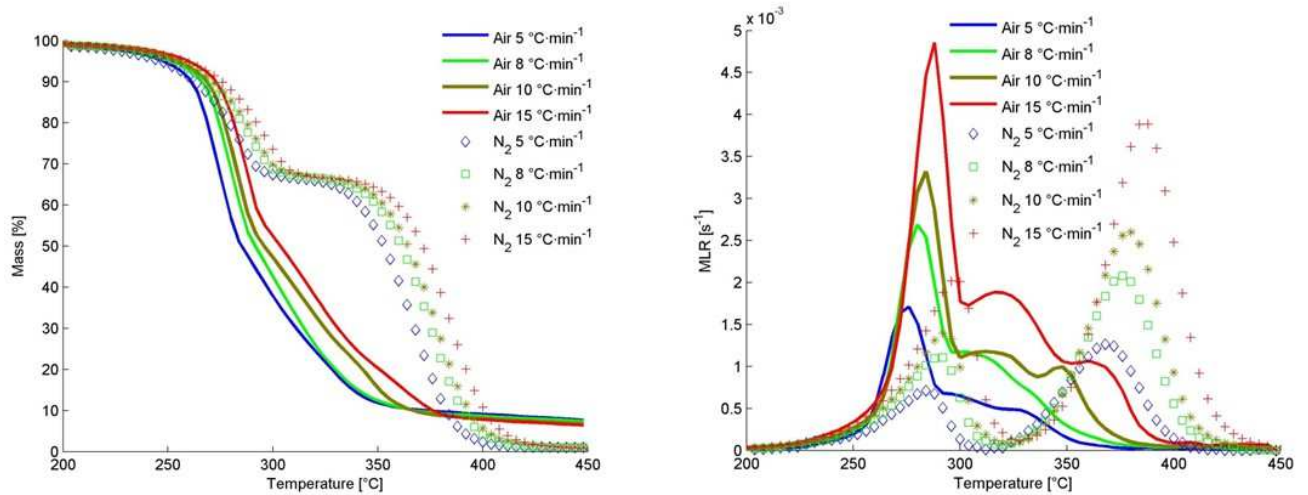 100
90
80
70
60
50
40
30
20
10
0
Mass [%]
200
250
300
350
400
450
Temperature [°C]
Air 5 °C·min⁻¹
Air 8 °C·min⁻¹
Air 10 °C·min⁻¹
Air 15 °C·min⁻¹
N₂ 5 °C·min⁻¹
N₂ 8 °C·min⁻¹
N₂ 10 °C·min⁻¹
N₂ 15 °C·min⁻¹
x 10⁻³
5
4.5
4
3.5
3
2.5
2
1.5
1
0.5
0
MLR [s⁻¹]
200
250
300
350
400
450
Temperature [°C]
Air 5 °C·min⁻¹
Air 8 °C·min⁻¹
Air 10 °C·min⁻¹
Air 15 °C·min⁻¹
N₂ 5 °C·min⁻¹
N₂ 8 °C·min⁻¹
N₂ 10 °C·min⁻¹
N₂ 15 °C·min⁻¹